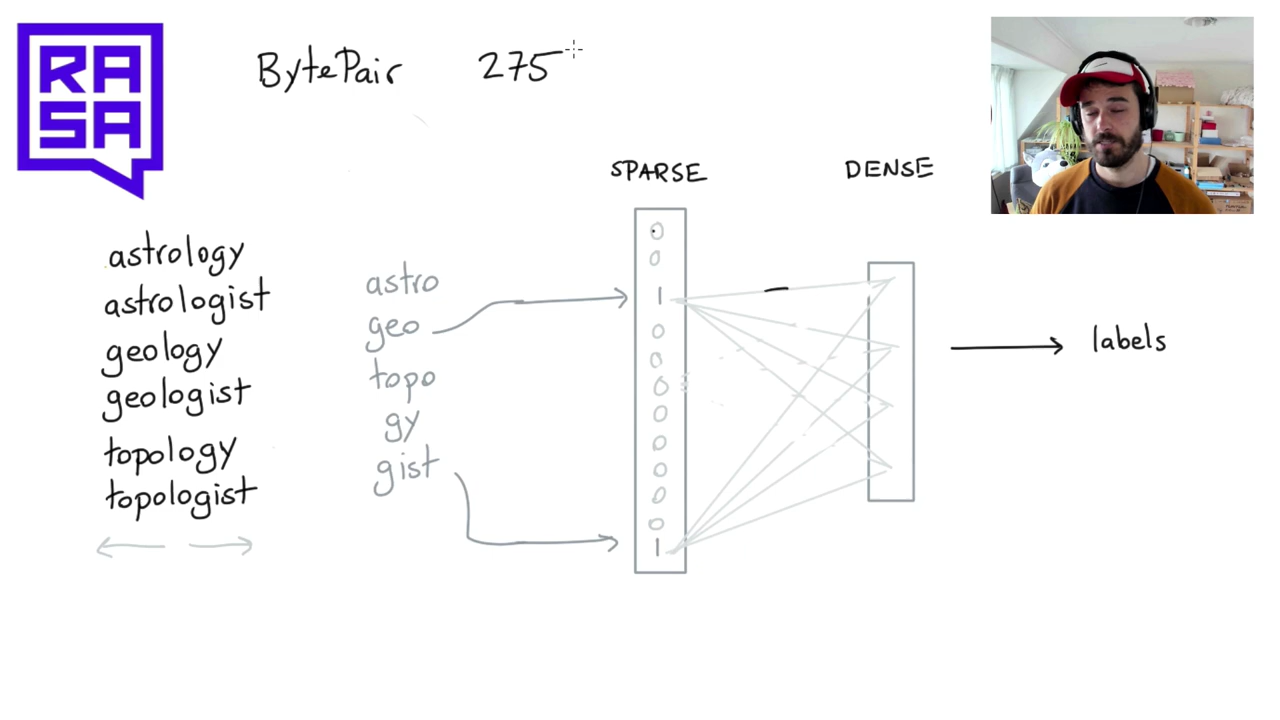 RASA
BytePair 275
SPARSE DENSE
astrology
astrologist
geology
geologist
topology
topologist
astro
geo
topo
gy
gist
0
0
1
0
0
0
0
0
0
0
0
1
labels